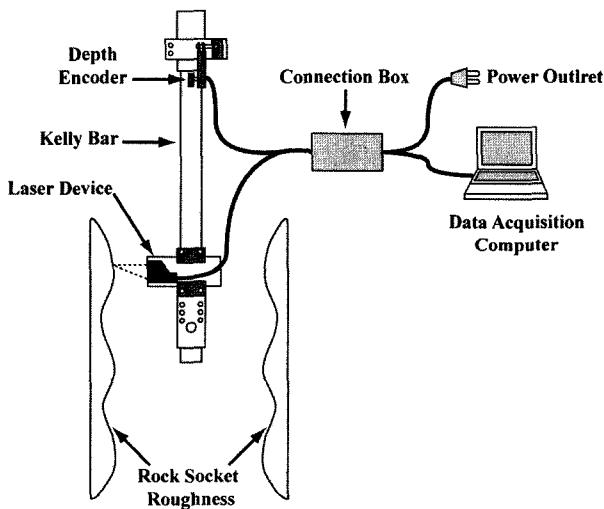 Depth
Encoder
Connection Box
Power Outlret
Kelly Bar
Laser Device
Data Acquisition
Computer
Rock Socket
Roughness